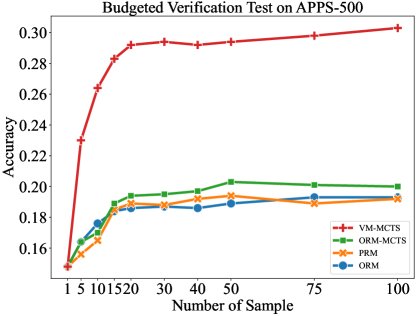 Budgeted Verification Test on APPS-500
Accuracy
0.30
0.28
0.26
0.24
0.22
0.20
0.18
0.16
VM-MCTS
ORM-MCTS
PRM
ORM
1 5 10 15 20 30 40 50 75 100
Number of Sample